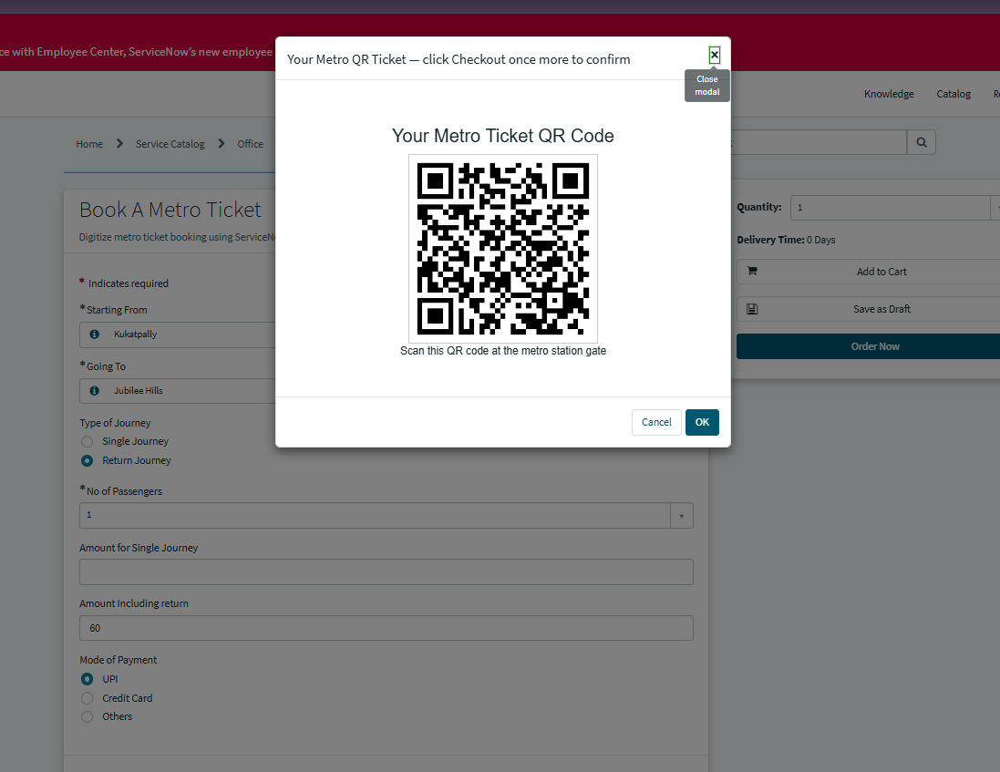 ce with Employee Center, ServiceNow's new employee
Your Metro QR Ticket — click Checkout once more to confirm
Close
modal
Knowledge
Catalog
Home
Service Catalog
Office
Your Metro Ticket QR Code
Scan this QR code at the metro station gate
Cancel
OK
Book A Metro Ticket
Digitize metro ticket booking using ServiceNo
* Indicates required
*Starting From
Kukatpally
*Going To
Jubilee Hills
Type of Journey
Single Journey
Return Journey
*No of Passengers
1
Amount for Single Journey
Amount Including return
60
Mode of Payment
UPI
Credit Card
Others
Quantity:
1
Delivery Time: 0 Days
Add to Cart
Save as Draft
Order Now